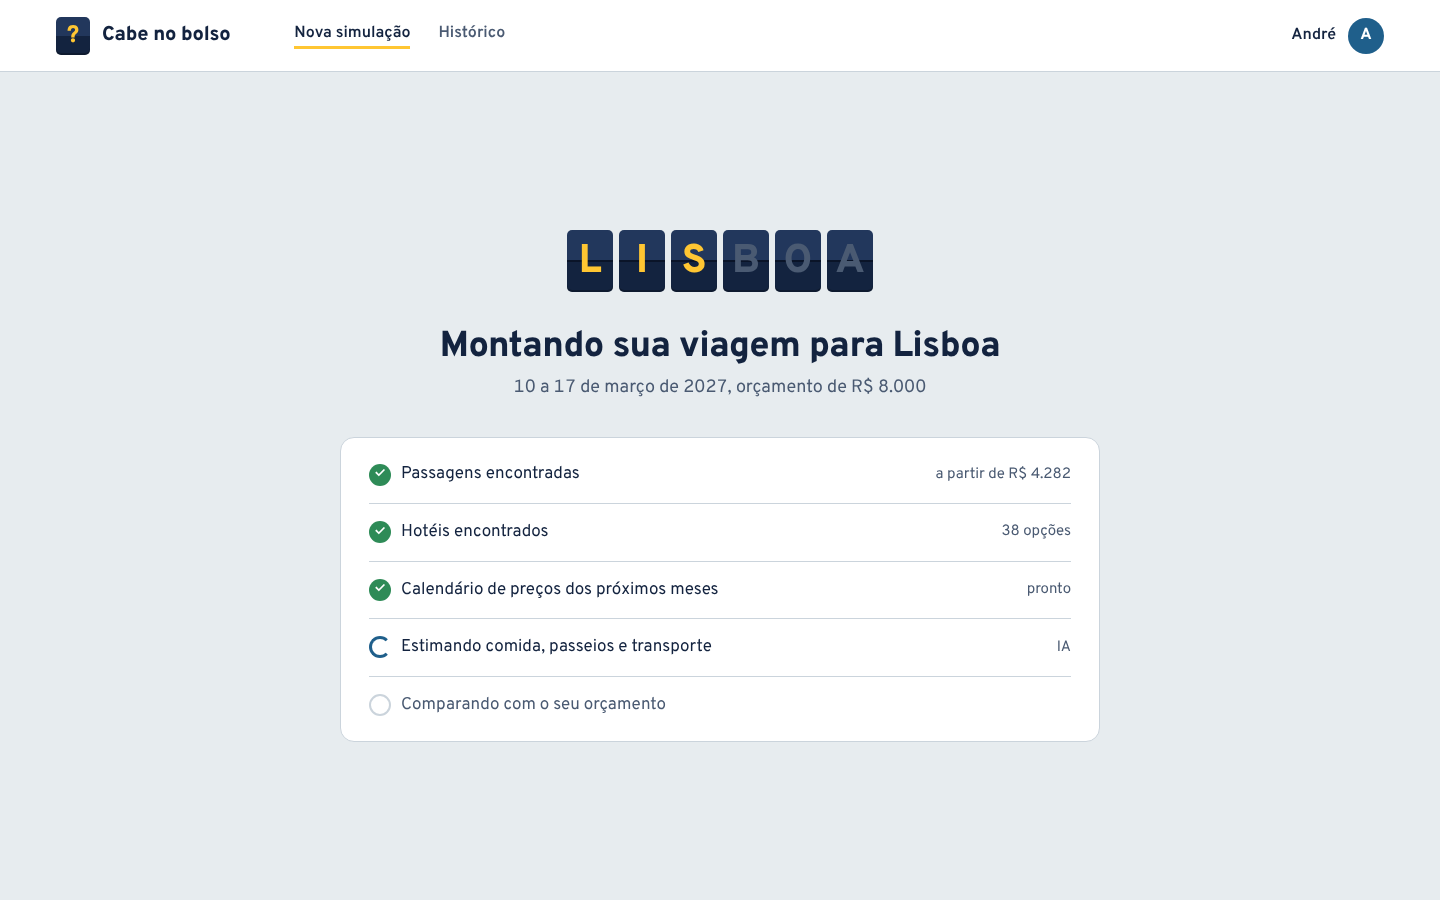 ? Cabe no bolso Nova simulação Histórico André A
LISBOA
Montando sua viagem para Lisboa
10 a 17 de março de 2027, orçamento de R$ 8.000
Passagens encontradas a partir de R$ 4.282
Hotéis encontrados 38 opções
Calendário de preços dos próximos meses pronto
Estimando comida, passeios e transporte IA
Comparando com o seu orçamento